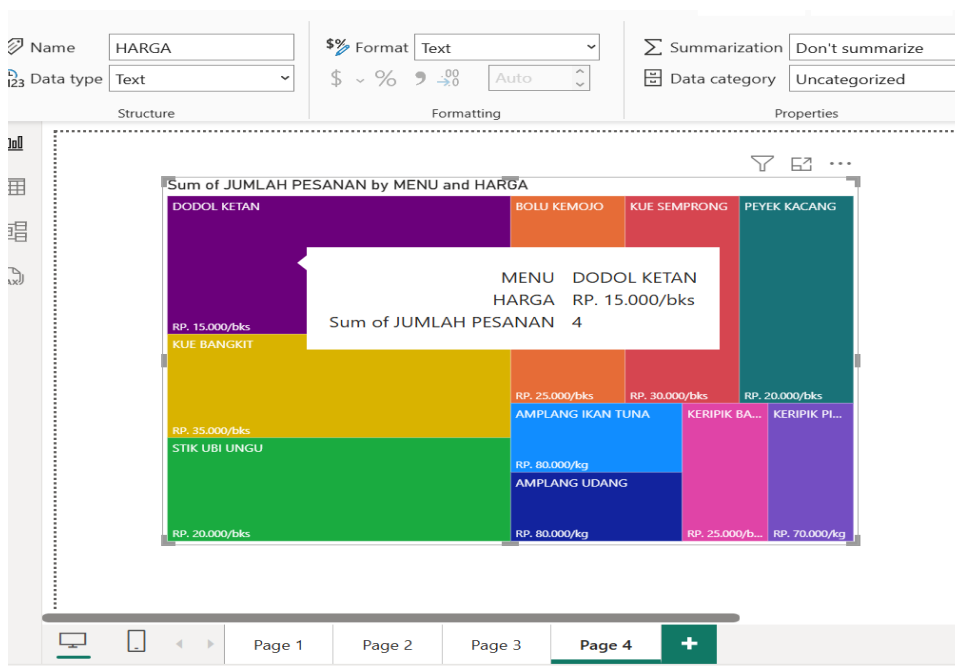 Name HARGA
$% Format Text
Summarization Don't summarize
Data type Text
$ % 9 .00 →.0 Auto
Data category Uncategorized
Structure
Formatting
Properties
Sum of JUMLAH PESANAN by MENU and HARGA
DODOL KETAN
BOLU KEMOJO
KUE SEMPRONG
PEYEK KACANG
MENU DODOL KETAN
HARGA RP. 15.000/bks
Sum of JUMLAH PESANAN 4
RP. 15.000/bks
KUE BANGKIT
RP. 25.000/bks
RP. 30.000/bks
RP. 20.000/bks
AMPLANG IKAN TUNA
KERIPIK BA...
KERIPIK PI...
RP. 35.000/bks
STIK UBI UNGU
RP. 80.000/kg
AMPLANG UDANG
RP. 20.000/bks
RP. 80.000/kg
RP. 25.000/b...
RP. 70.000/kg
Page 1
Page 2
Page 3
Page 4
+